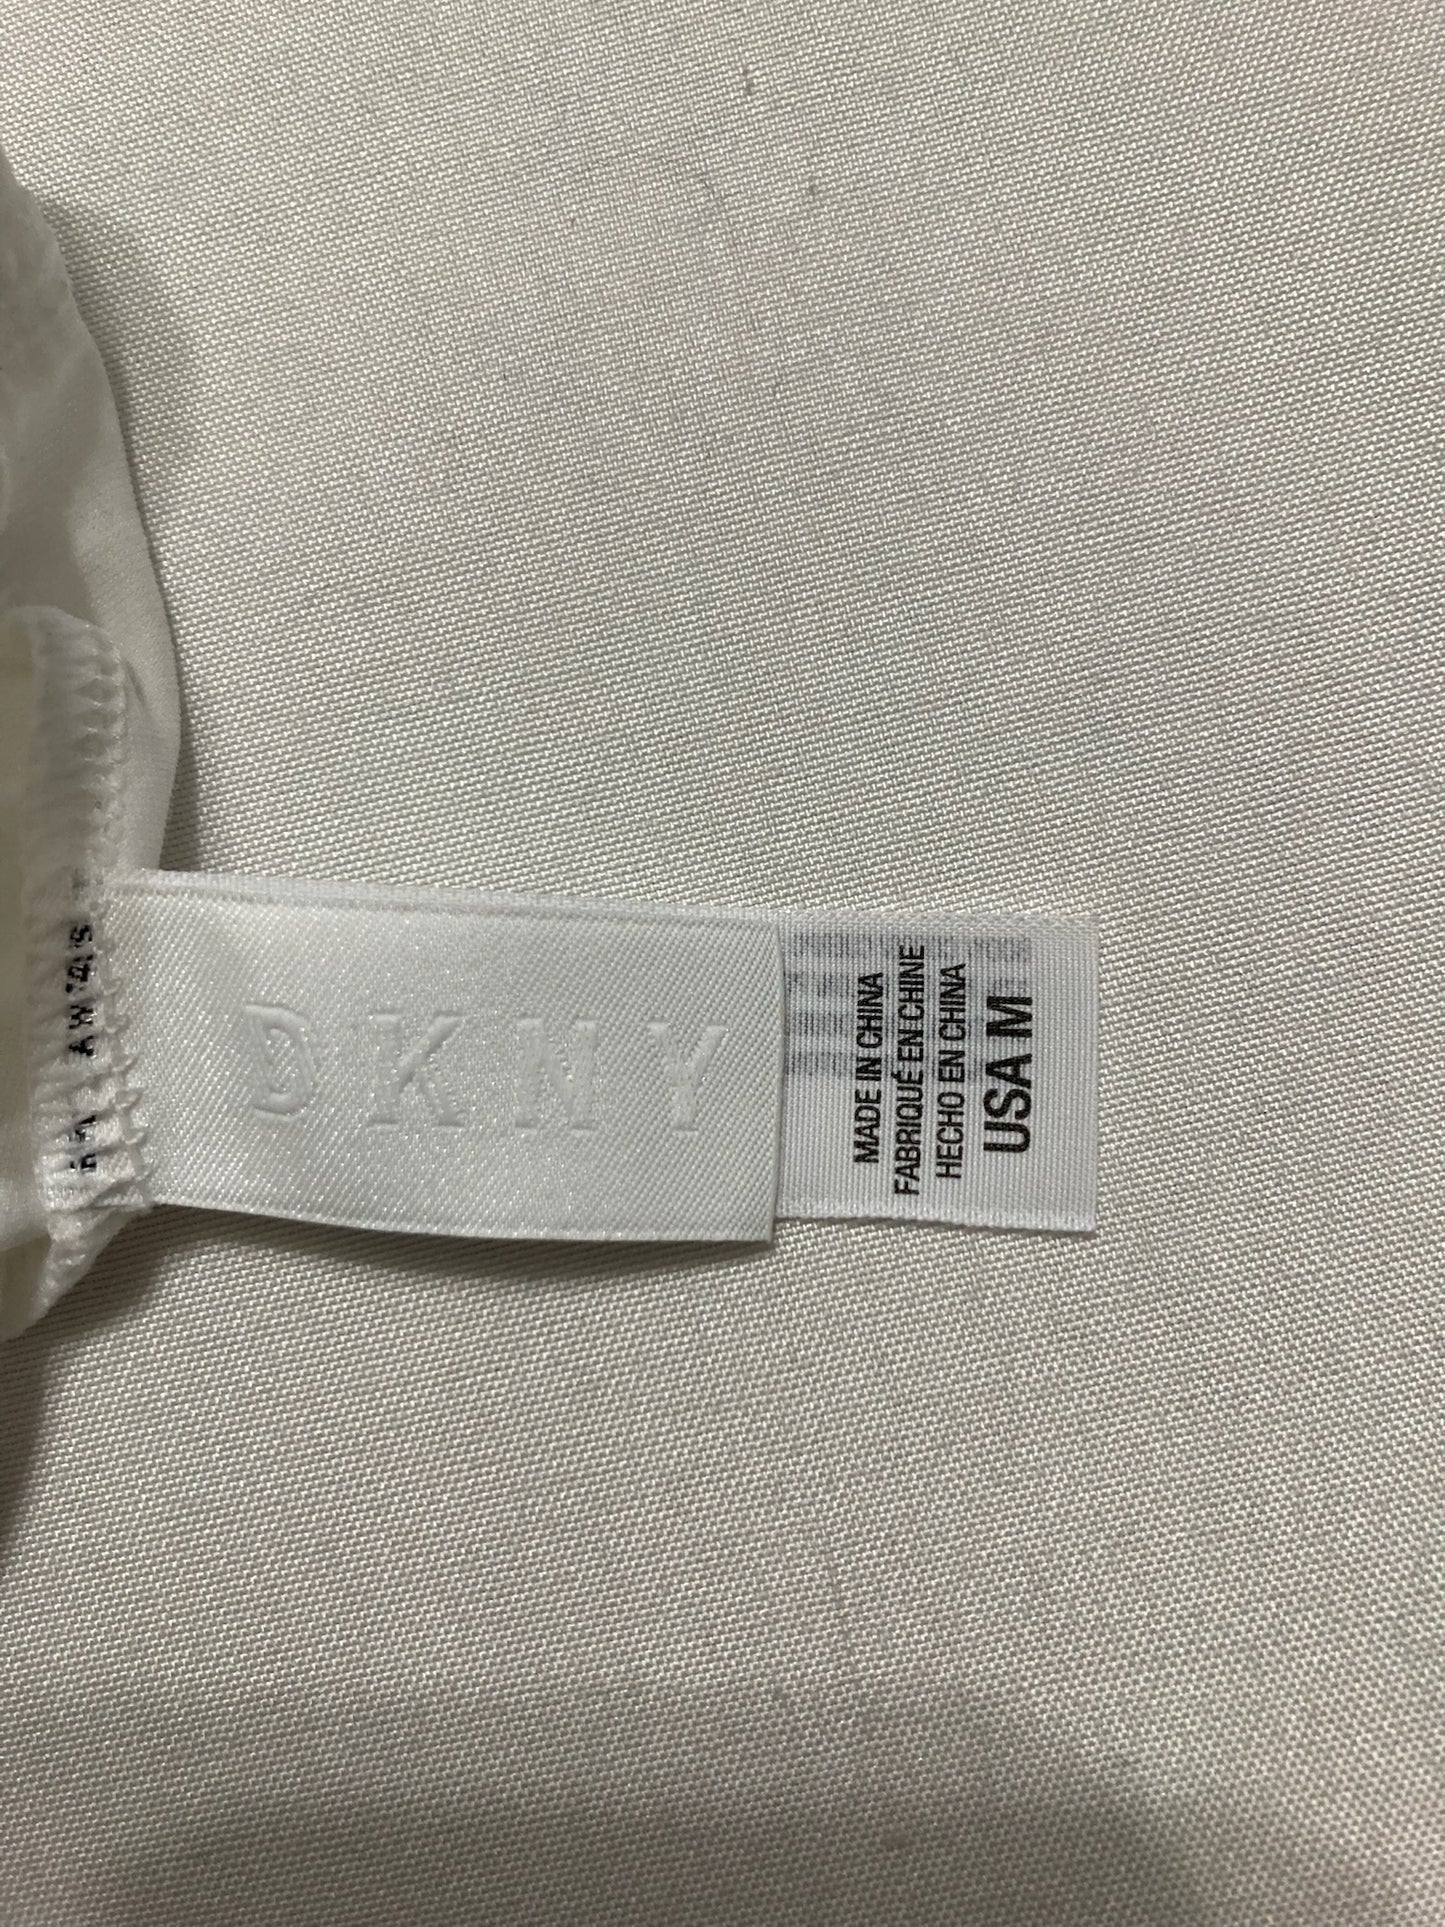 DKNY
MADE IN CHINA
FABRIQUÉ EN CHINE
HECHO EN CHINA
USA M